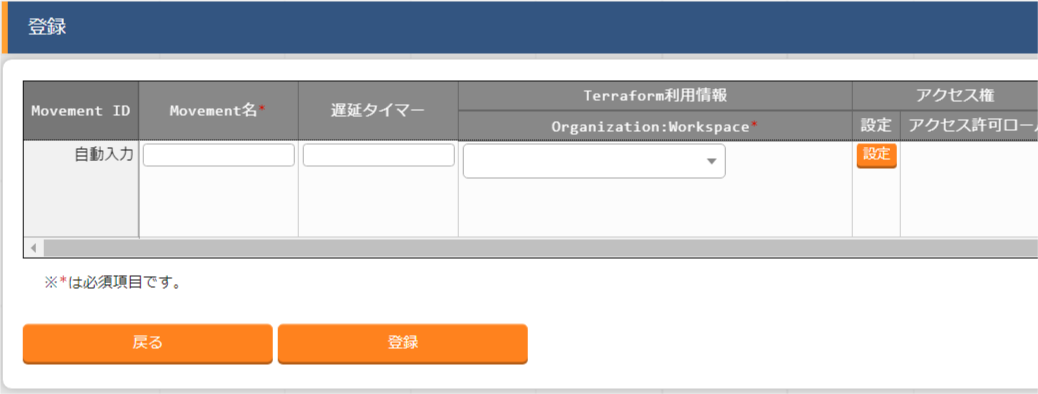 登録
Movement ID
Movement名*
遅延タイマー
Terraform利用情報
アクセス権
Organization:Workspace*
設定
アクセス許可ロー
自動入力
設定
※*は必須項目です。
戻る
登録